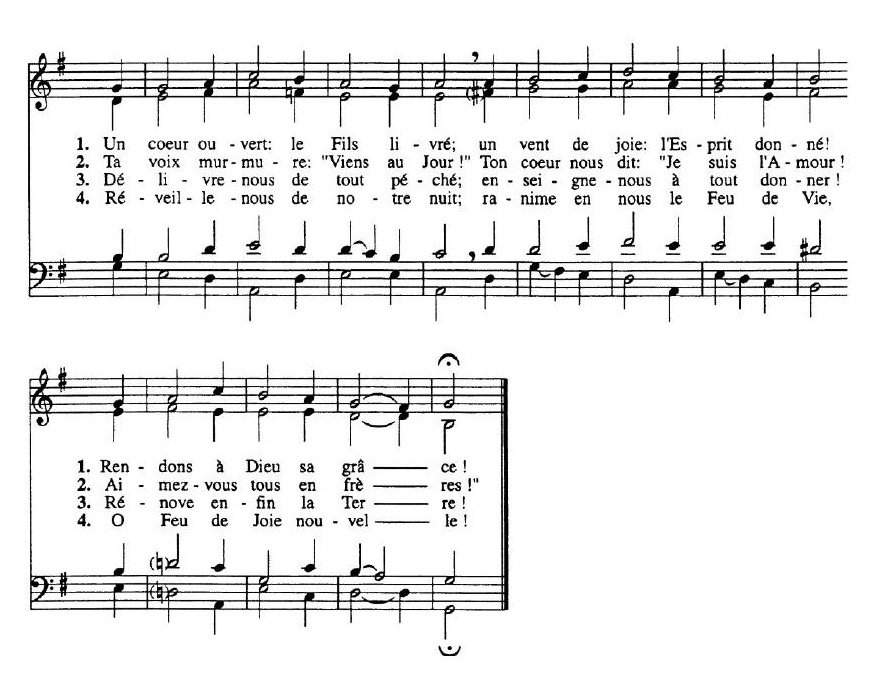 1. Un coeur ou - vert: le Fils li - vré; un vent de joie: l'Es - prit don - né!
2. Ta voix mur - mu - re: "Viens au Jour !" Ton coeur nous dit: "Je suis l'A - mour !
3. Dé - li - vre - nous de tout pé - ché; en - sei - gne - nous à tout don - ner !
4. Ré - veil - le - nous de no - tre nuit; ra - nime en nous le Feu de Vie,
1. Ren - dons à Dieu sa grâ ce !
2. Ai - mez - vous tous en frè res !"
3. Ré - nove en - fin la Ter re !
4. O Feu de Joie nou - vel le !